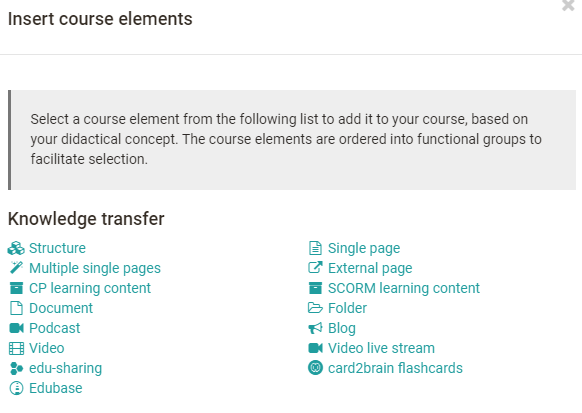 Insert course elements
Select a course element from the following list to add it to your course, based on
your didactical concept. The course elements are ordered into functional groups to
facilitate selection.
Knowledge transfer
Structure
Single page
Multiple single pages
External page
CP learning content
SCORM learning content
Document
Folder
Podcast
Blog
Video
Video live stream
edu-sharing
card2brain flashcards
Edubase